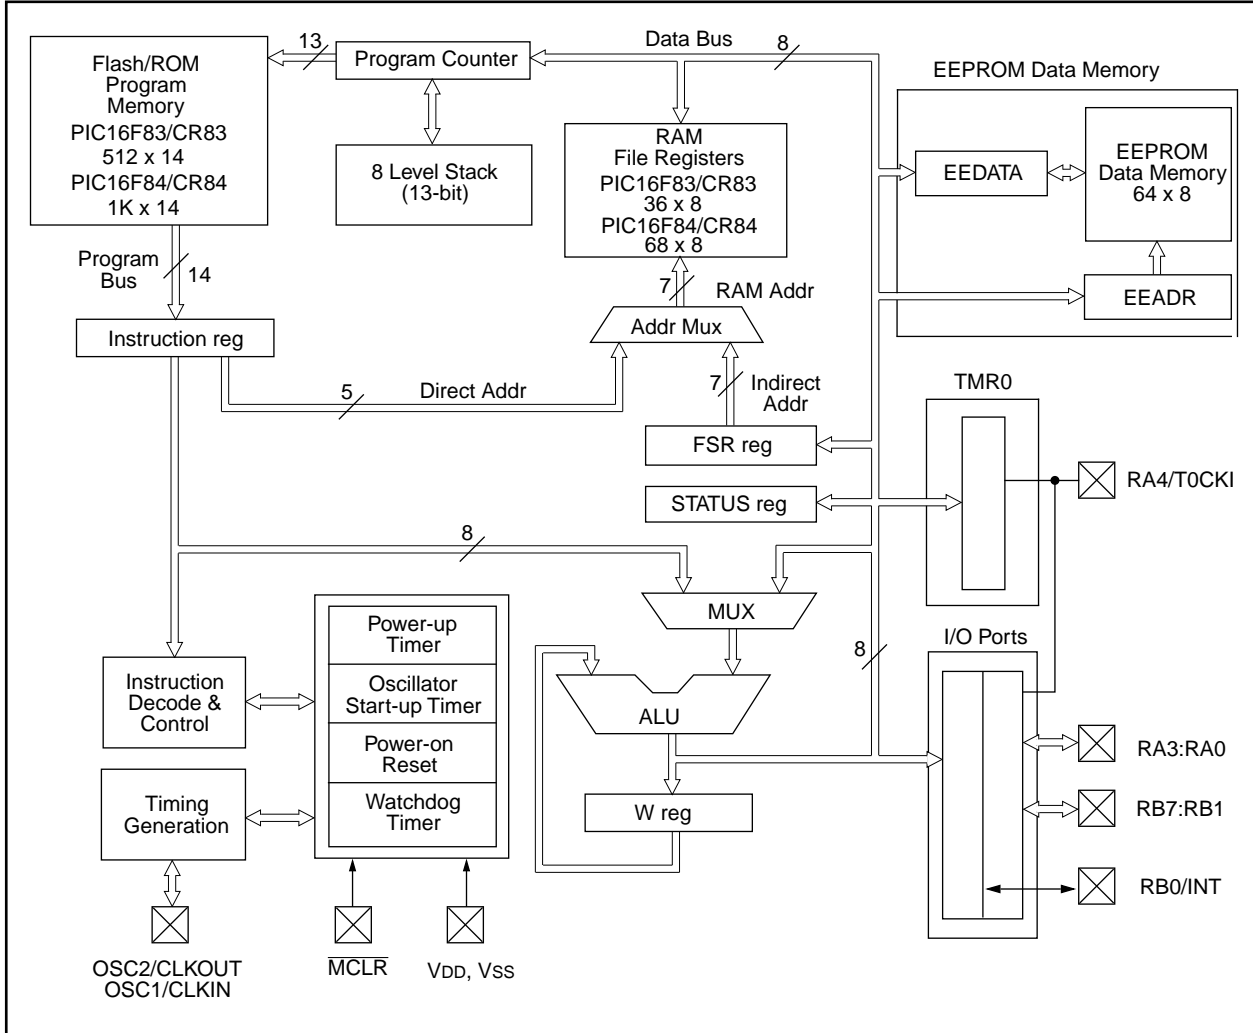 Flash/ROM
Program
Memory
PIC16F83/CR83
512 x 14
PIC16F84/CR84
1K x 14
13
Program Counter
Data Bus
8
8 Level Stack
(13-bit)
RAM
File Registers
PIC16F83/CR83
36 x 8
PIC16F84/CR84
68 x 8
EEPROM Data Memory
EEDATA
EEPROM
Data Memory
64 x 8
EEADR
Program
Bus
14
Instruction reg
7
RAM Addr
Addr Mux
5
Direct Addr
7
Indirect
Addr
FSR reg
STATUS reg
TMR0
RA4/T0CKI
8
MUX
8
I/O Ports
Power-up
Timer
Oscillator
Start-up Timer
Power-on
Reset
Watchdog
Timer
Instruction
Decode &
Control
Timing
Generation
ALU
W reg
RA3:RA0
RB7:RB1
RB0/INT
OSC2/CLKOUT
OSC1/CLKIN
MCLR
VDD, VSS